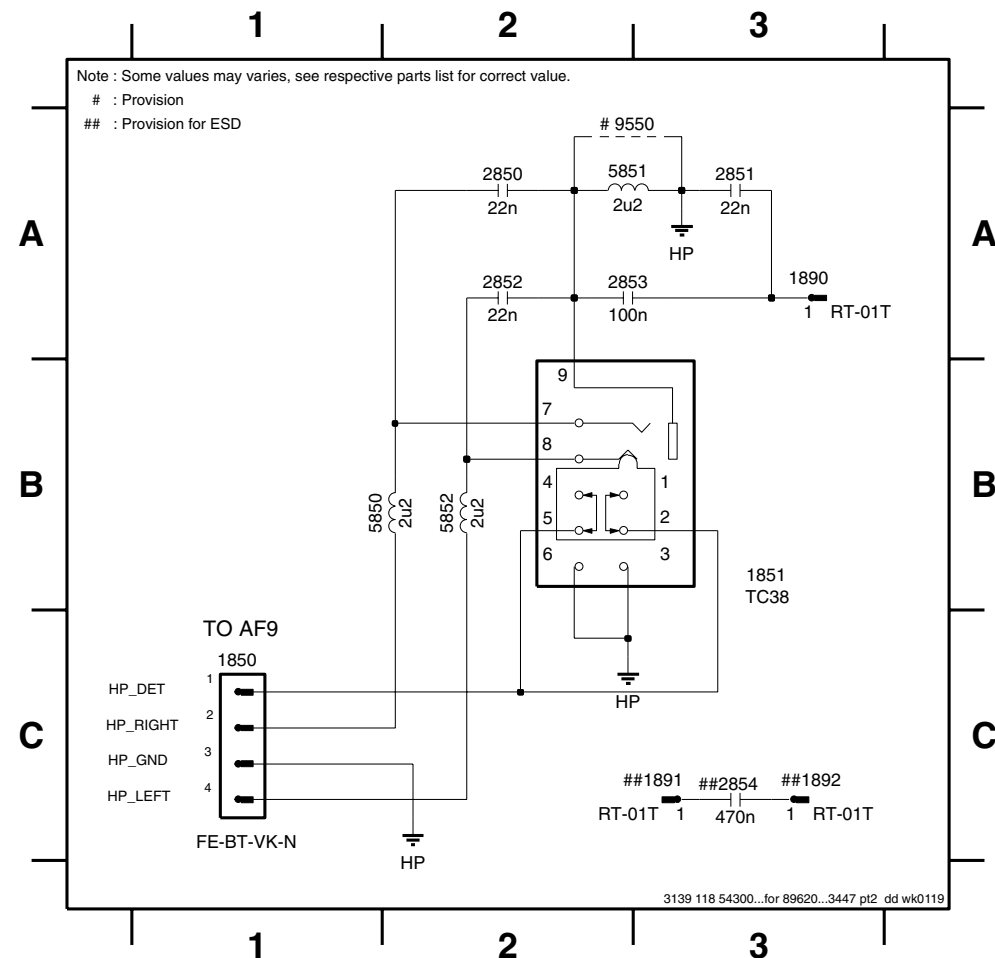 1 2 3
Note : Some values may varies, see respective parts list for correct value.
# : Provision
## : Provision for ESD
# 9550
2850
22n
5851
2u2
2851
22n
A
A
HP
2852
22n
2853
100n
1890
1 RT-01T
9
7
8
4
1
B
B
5850
2u2
5852
2u2
5
2
6
3
1851
TC38
TO AF9
1850
HP_DET 1
HP_RIGHT 2
HP_GND 3
HP_LEFT 4
HP
C
C
##1891
##2854
##1892
RT-01T 1
470n
1 RT-01T
FE-BT-VK-N
HP
3139 118 54300...for 89620...3447 pt2 dd wk0119
1 2 3